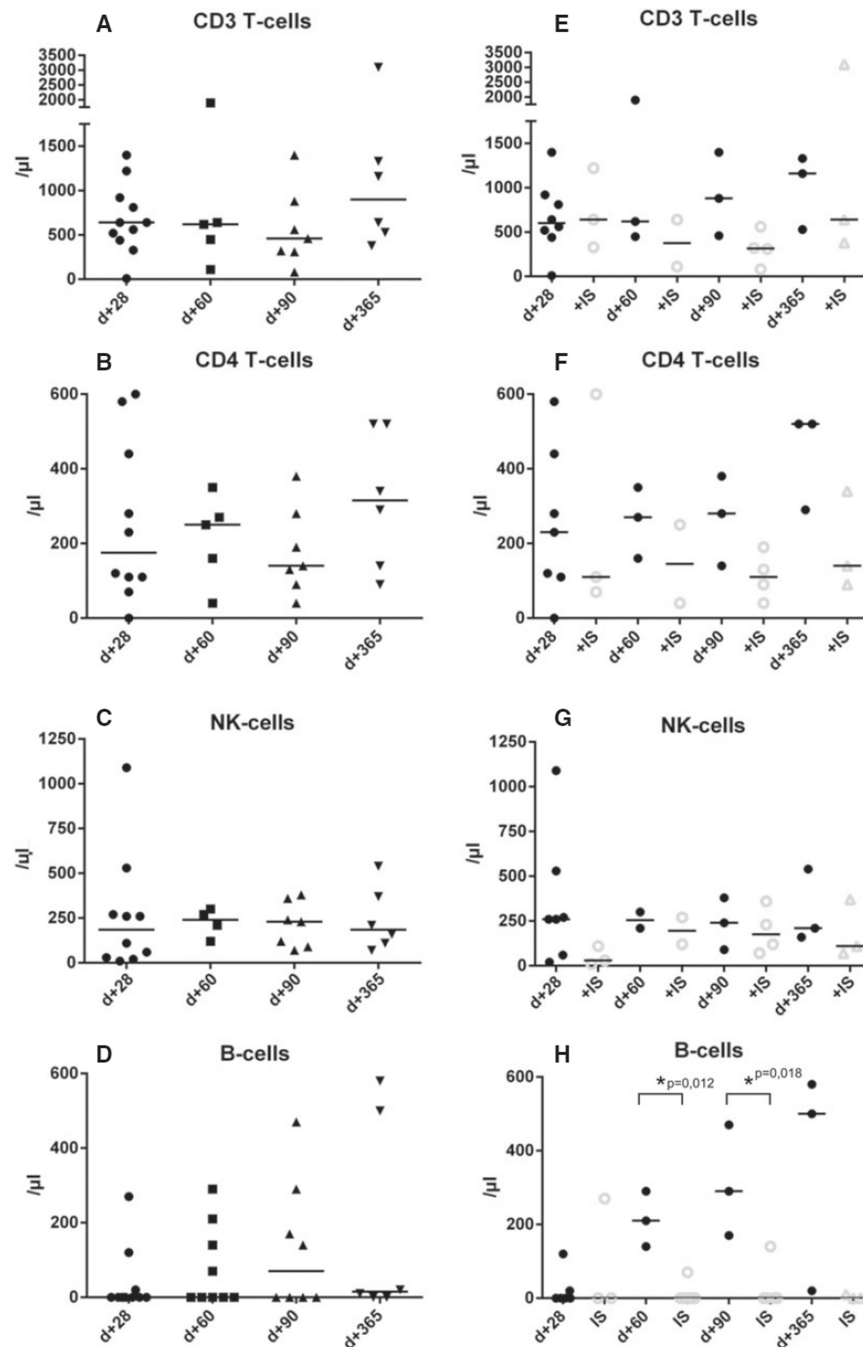 A
CD3 T-cells
3500
3000
2500
2000
1500
1000
500
0
/µl
d+28
d+60
d+90
d+365
E
CD3 T-cells
3500
3000
2500
2000
1500
1000
500
0
/µl
d+28
+IS
d+60
+IS
d+90
+IS
d+365
+IS
B
CD4 T-cells
600
400
200
0
/µl
d+28
d+60
d+90
d+365
F
CD4 T-cells
600
400
200
0
/µl
d+28
+IS
d+60
+IS
d+90
+IS
d+365
+IS
C
NK-cells
1250
1000
750
500
250
0
/µl
d+28
d+60
d+90
d+365
G
NK-cells
1250
1000
750
500
250
0
/µl
d+28
+IS
d+60
+IS
d+90
+IS
d+365
+IS
D
B-cells
600
400
200
0
/µl
d+28
d+60
d+90
d+365
H
B-cells
600
400
200
0
/µl
*p=0,012
*p=0,018
d+28
IS
d+60
IS
d+90
IS
d+365
IS